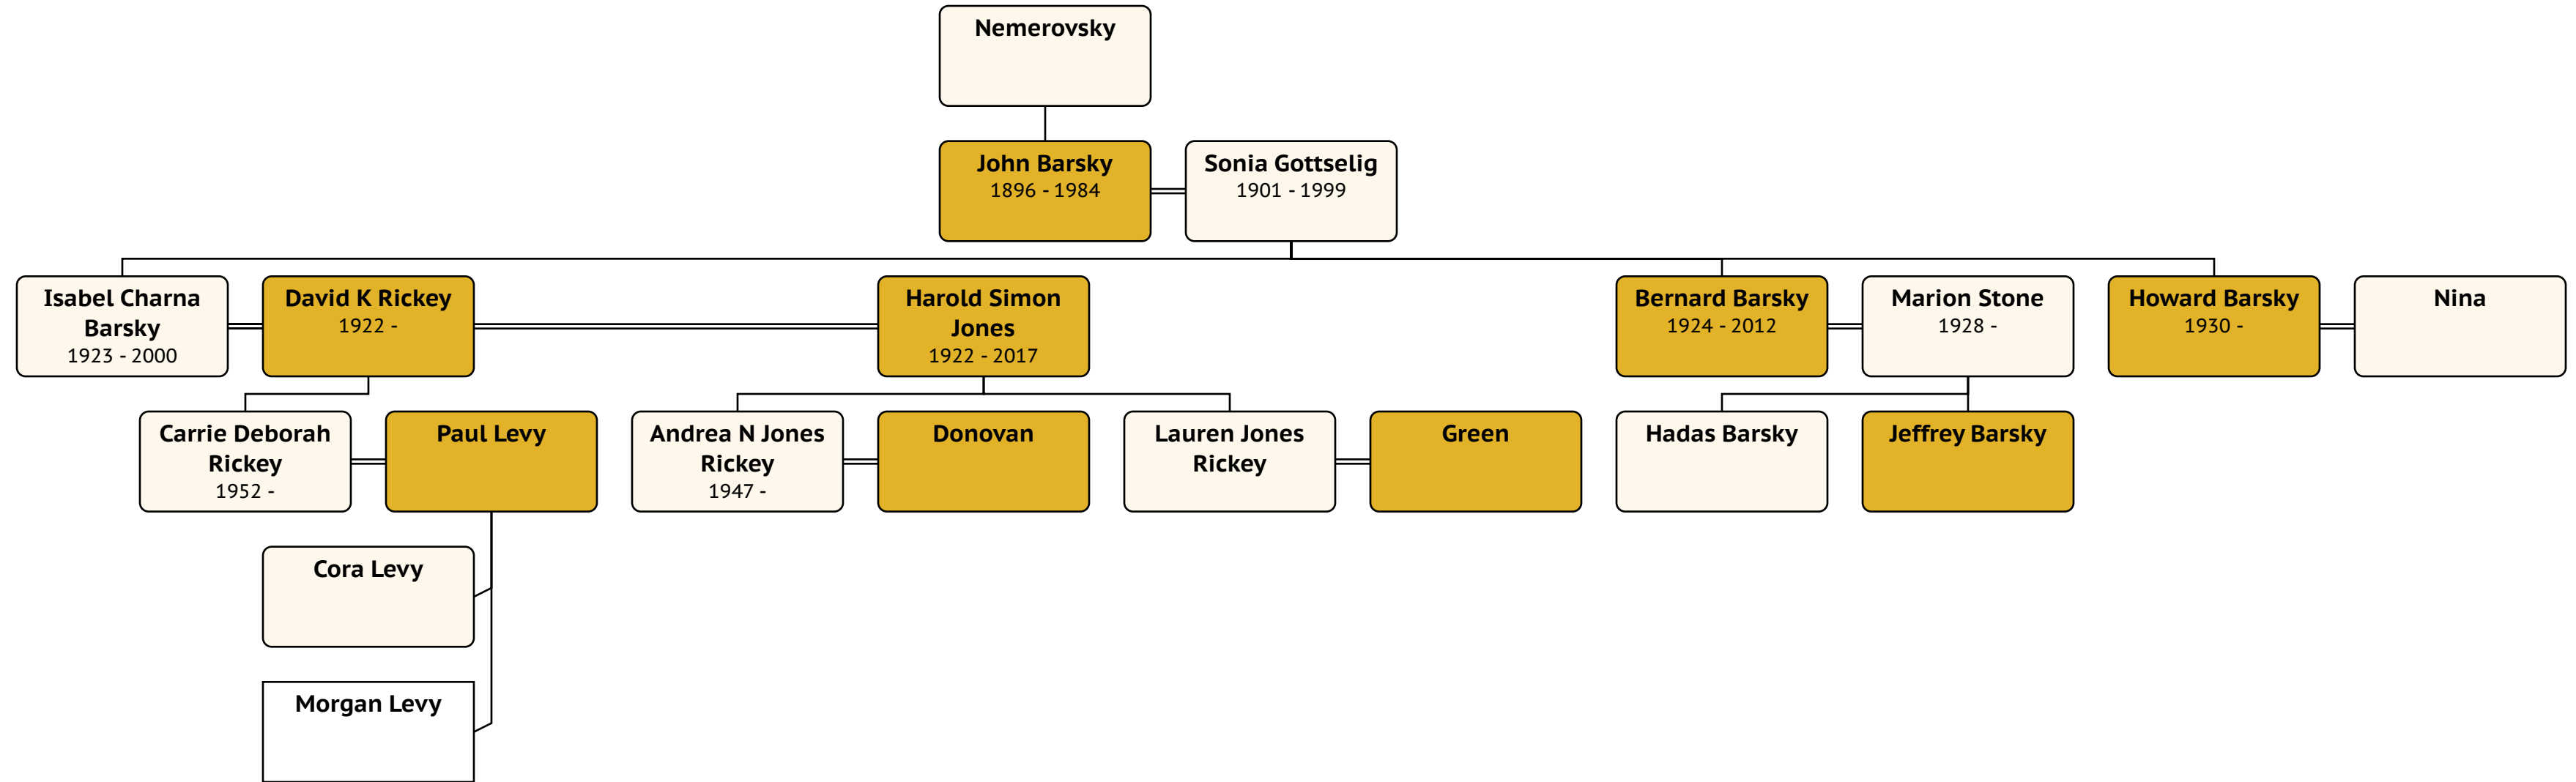 Nemerovsky
John Barsky
1896 - 1984
Sonia Gottselig
1901 - 1999
Isabel Charna
Barsky
1923 - 2000
David K Rickey
1922 -
Harold Simon
Jones
1922 - 2017
Bernard Barsky
1924 - 2012
Marion Stone
1928 -
Howard Barsky
1930 -
Nina
Carrie Deborah
Rickey
1952 -
Paul Levy
Andrea N Jones
Rickey
1947 -
Donovan
Lauren Jones
Rickey
Green
Hadas Barsky
Jeffrey Barsky
Cora Levy
Morgan Levy